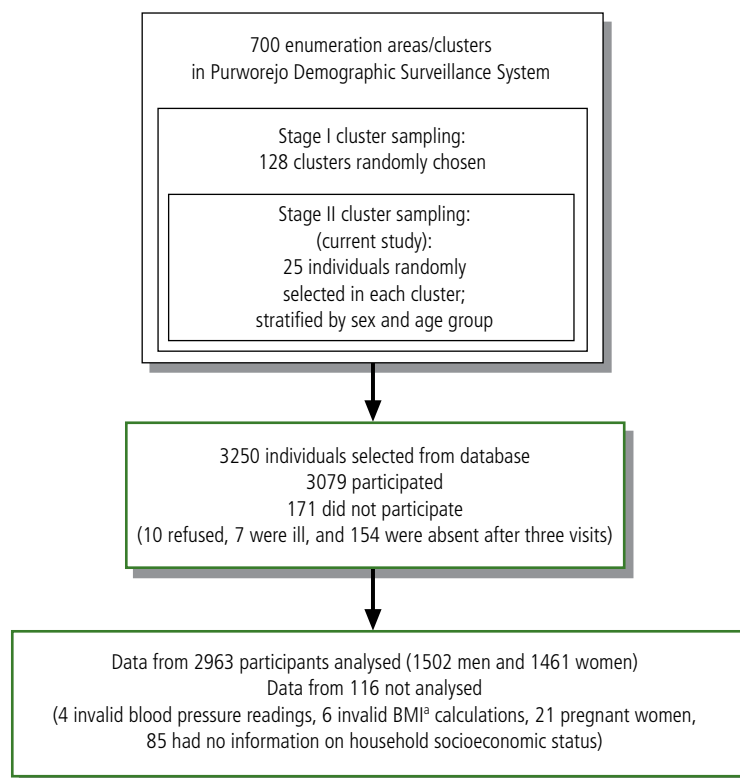 700 enumeration areas/clusters
in Purworejo Demographic Surveillance System
Stage I cluster sampling:
128 clusters randomly chosen
Stage II cluster sampling:
(current study):
25 individuals randomly
selected in each cluster;
stratified by sex and age group
3250 individuals selected from database
3079 participated
171 did not participate
(10 refused, 7 were ill, and 154 were absent after three visits)
Data from 2963 participants analysed (1502 men and 1461 women)
Data from 116 not analysed
(4 invalid blood pressure readings, 6 invalid BMIᵃ calculations, 21 pregnant women,
85 had no information on household socioeconomic status)